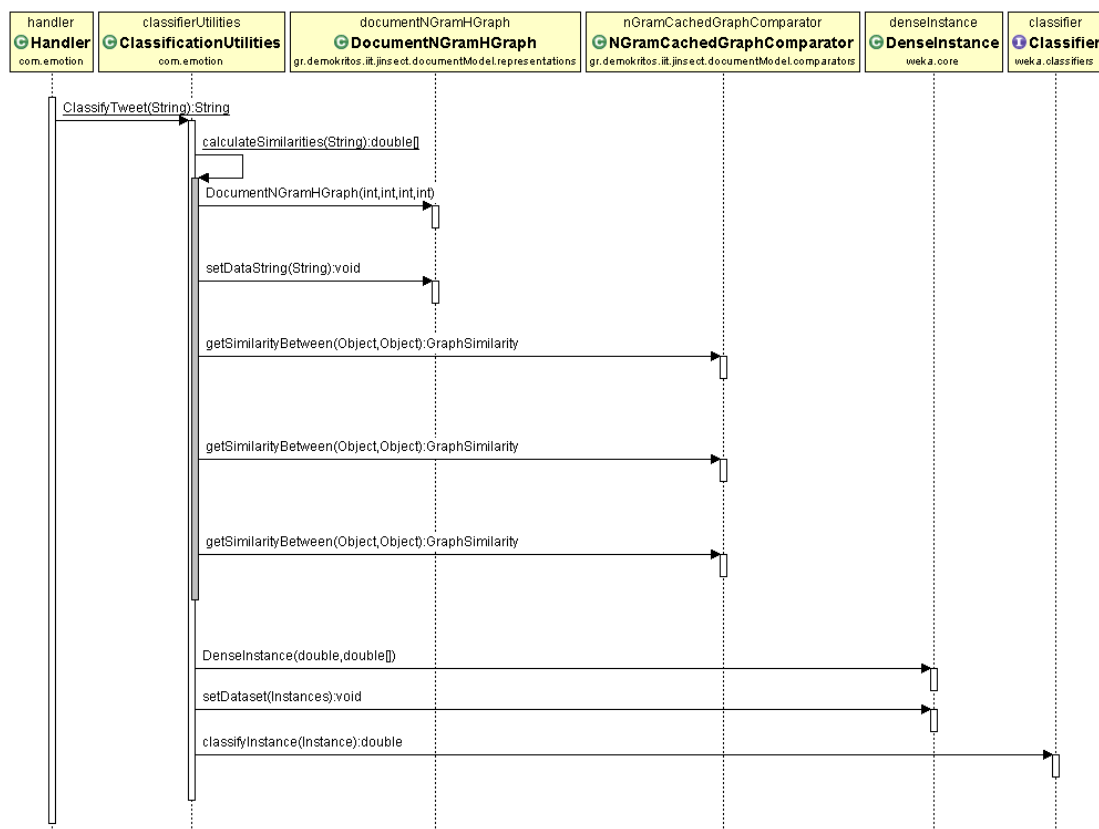 handler
C Handler
com.emotion
classifierUtilities
C ClassificationUtilities
com.emotion
documentNGramHGraph
C DocumentNGramHGraph
gr.demokritos.iit.jinsect.documentModel.representations
nGramCachedGraphComparator
C NGramCachedGraphComparator
gr.demokritos.iit.jinsect.documentModel.comparators
denseInstance
C DenseInstance
weka.core
classifier
I Classifier
weka.classifiers
ClassifyTweet(String):String
calculateSimilarities(String):double[]
DocumentNGramHGraph(int,int,int,int)
setDataString(String):void
getSimilarityBetween(Object,Object):GraphSimilarity
getSimilarityBetween(Object,Object):GraphSimilarity
getSimilarityBetween(Object,Object):GraphSimilarity
DenseInstance(double,double[])
setDataset(Instances):void
classifyInstance(Instance):double